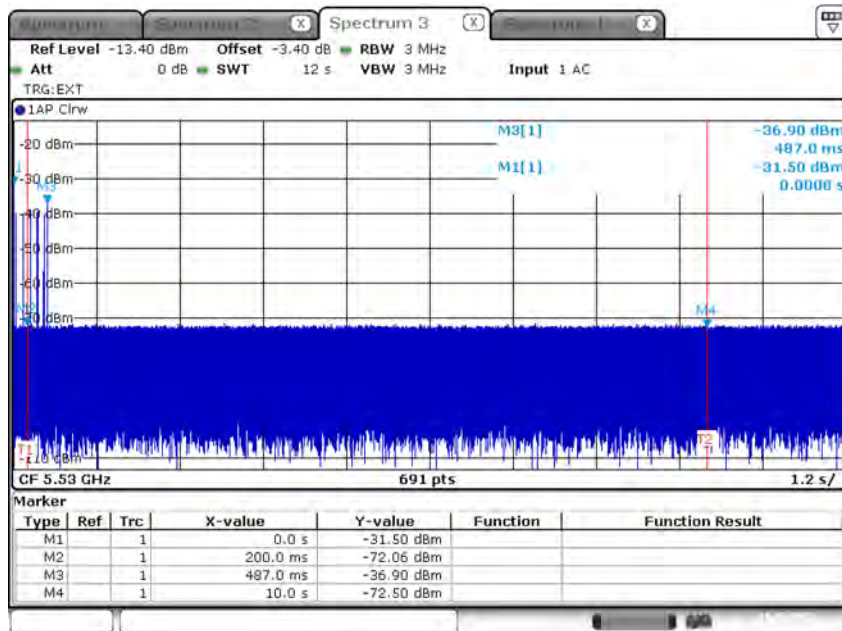 Spectrum 3
Ref Level -13.40 dBm Offset -3.40 dB RBW 3 MHz
Att 0 dB SWT 12 s VBW 3 MHz Input 1 AC
TRG:EXT
1AP Clrw
M3[1] -36.90 dBm
487.0 ms
M1[1] -31.50 dBm
0.0000 s
-20 dBm
-30 dBm
M3
-40 dBm
-50 dBm
-60 dBm
-70 dBm
M2
M4
T1
T2
-110 dBm
CF 5.53 GHz 691 pts 1.2 s/
Marker
Type Ref Trc X-value Y-value Function Function Result
M1 1 0.0 s -31.50 dBm
M2 1 200.0 ms -72.06 dBm
M3 1 487.0 ms -36.90 dBm
M4 1 10.0 s -72.50 dBm